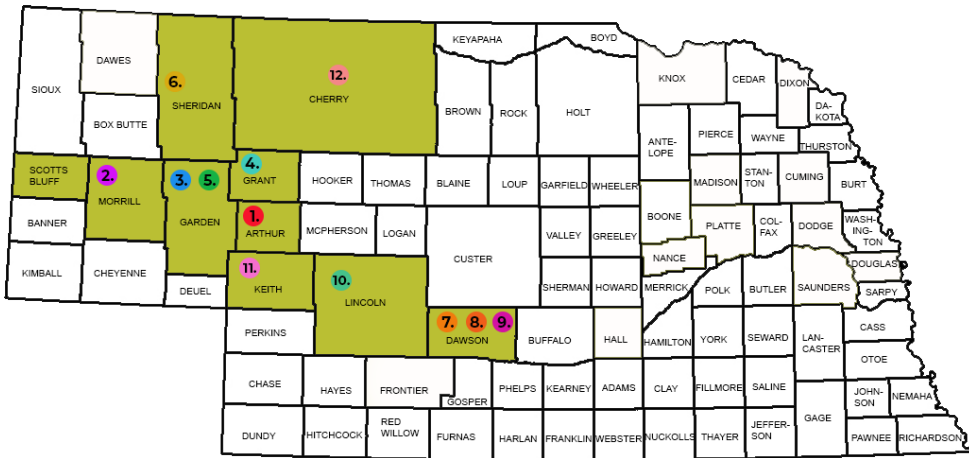 KEYAPAHA
BOYD
DAWES
SIOUX
6.
SHERIDAN
12.
CHERRY
BROWN
ROCK
HOLT
KNOX
CEDAR
DIXON
DA-
KOTA
BOX BUTTE
ANTE-
LOPE
PIERCE
WAYNE
THURSTON
SCOTTS
BLUFF
2.
MORRILL
3.
5.
GARDEN
4.
GRANT
HOOKER
THOMAS
BLAINE
LOUP
GARFIELD
WHEELER
MADISON
STAN-
TON
CUMING
BURT
BANNER
1.
ARTHUR
MCPHERSON
LOGAN
CUSTER
VALLEY
GREELEY
BOONE
PLATTE
COL-
FAX
DODGE
WASH-
ING-
TON
KIMBALL
CHEYENNE
DEUEL
11.
KEITH
10.
LINCOLN
SHERMAN
HOWARD
NANCE
MERRICK
POLK
BUTLER
SAUNDERS
DOUGLAS
SARPY
PERKINS
7.
8.
9.
DAWSON
BUFFALO
HALL
HAMILTON
YORK
SEWARD
LAN-
CASTER
CASS
OTOE
CHASE
HAYES
FRONTIER
GOSPER
PHELPS
KEARNEY
ADAMS
CLAY
FILLMORE
SALINE
GAGE
JOHN-
SON
NEMAHA
DUNDY
HITCHCOCK
RED
WILLOW
FURNAS
HARLAN
FRANKLIN
WEBSTER
NUCKOLLS
THAYER
JEFFER-
SON
PAWNEE
RICHARDSON